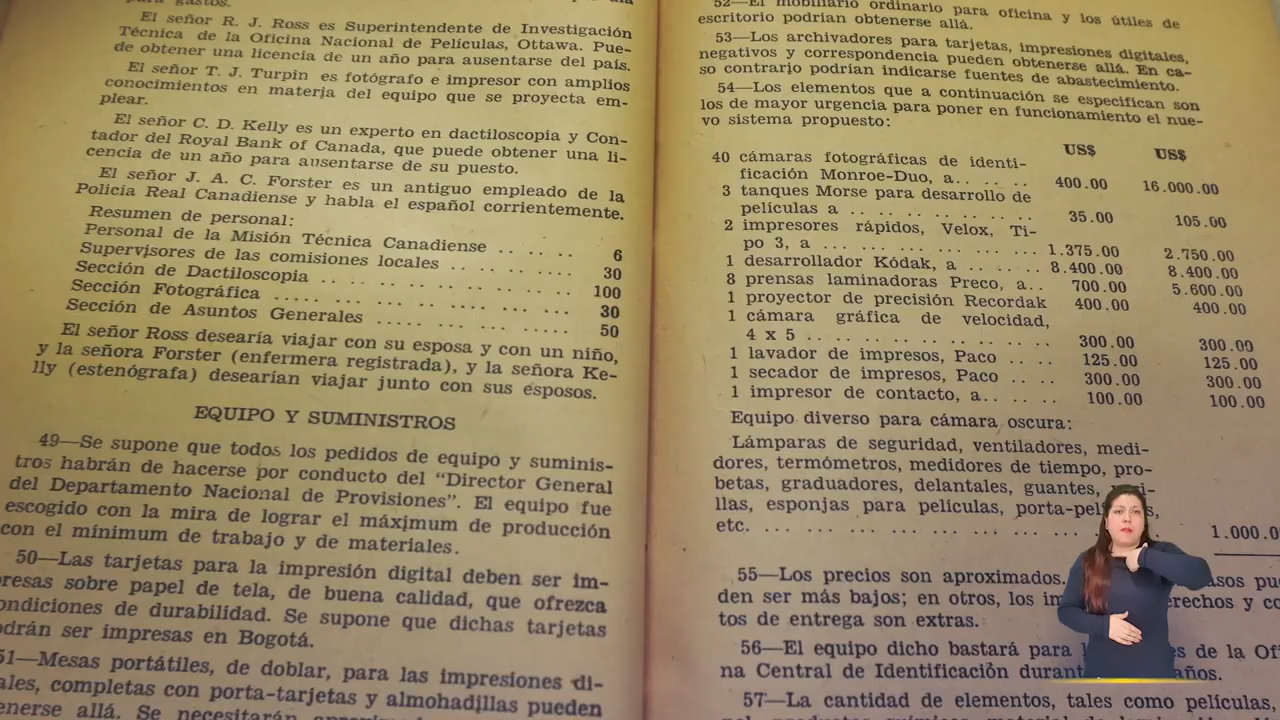 para gastos.
El señor R. J. Ross es Superintendente de Investigación
Técnica de la Oficina Nacional de Películas, Ottawa. Pue-
de obtener una licencia de un año para ausentarse del país.
El señor T. J. Turpin es fotógrafo e impresor con amplios
conocimientos en materia del equipo que se proyecta em-
plear.
El señor C. D. Kelly es un experto en dactiloscopia y Con-
tador del Royal Bank of Canada, que puede obtener una li-
cencia de un año para ausentarse de su puesto.
El señor J. A. C. Forster es un antiguo empleado de la
Policia Real Canadiense y habla el español corrientemente.
Resumen de personal:
Personal de la Misión Técnica Canadiense .. .. .. 6
Supervisores de las comisiones locales .. .. .. .... 30
Sección de Dactiloscopia .. .. .. .. .. .. .. .. 100
Sección Fotográfica ..... ... ... ... ... ... ... 30
Sección de Asuntos Generales ..... ... ... ..... 50
El señor Ross desearía viajar con su esposa y con un niño,
y la señora Forster (enfermera registrada), y la señora Ke-
lly (estenógrafa) desearían viajar junto con sus esposos.
EQUIPO Y SUMINISTROS
49—Se supone que todos los pedidos de equipo y suminis-
tros habrán de hacerse por conducto del "Director General
del Departamento Nacional de Provisiones". El equipo fue
escogido con la mira de lograr el máximum de producción
con el mínimum de trabajo y de materiales.
50—Las tarjetas para la impresión digital deben ser im-
presas sobre papel de tela, de buena calidad, que ofrezca
ondiciones de durabilidad. Se supone que dichas tarjetas
odrán ser impresas en Bogotá.
51—Mesas portátiles, de doblar, para las impresiones di-
ales, completas con porta-tarjetas y almohadillas pueden
enerse allá. Se necesitarán
52—El mobiliario ordinario para oficina y los útiles de
escritorio podrían obtenerse allá.
53—Los archivadores para tarjetas, impresiones digitales,
negativos y correspondencia pueden obtenerse allá. En ca-
so contrario podrían indicarse fuentes de abastecimiento.
54—Los elementos que a continuación se especifican son
los de mayor urgencia para poner en funcionamiento el nue-
vo sistema propuesto:
US$ US$
40 cámaras fotográficas de identi-
ficación Monroe-Duo, a.. .. .. 400.00 16.000.00
3 tanques Morse para desarrollo de
películas a .. .. .. .. .. .. .. 35.00 105.00
2 impresores rápidos, Velox, Ti-
po 3, a ... ... ... ... ... ... 1.375.00 2.750.00
1 desarrollador Kódak, a .. .. .. 8.400.00 8.400.00
8 prensas laminadoras Preco, a.. 700.00 5.600.00
1 proyector de precisión Recordak 400.00 400.00
1 cámara gráfica de velocidad,
4 x 5 .. .. .. .. .. .. .. .. .. 300.00 300.00
1 lavador de impresos, Paco .. .. 125.00 125.00
1 secador de impresos, Paco .. .. 300.00 300.00
1 impresor de contacto, a.. .. .. 100.00 100.00
Equipo diverso para cámara oscura:
Lámparas de seguridad, ventiladores, medi-
dores, termómetros, medidores de tiempo, pro-
betas, graduadores, delantales, guantes,
llas, esponjas para películas,
etc. ... ... ... ... ... ... ... ... 1.000.0
55—Los precios son aproximados.
den ser más bajos; en otros, los
tos de entrega son extras.
56—El equipo dicho bastará para de la Ofi
na Central de Identificación años.
57—La cantidad de elementos, tales como películas,